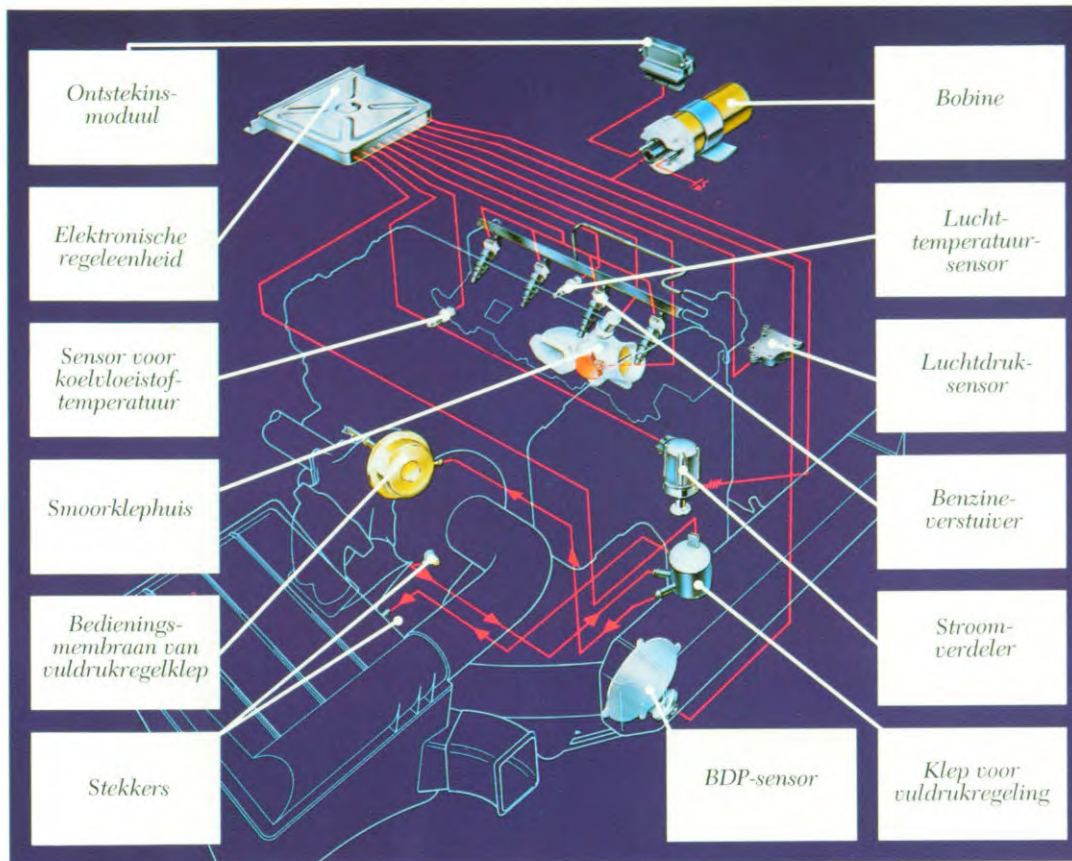 Ontstekins-
moduul
Elektronische
regeleenheid
Sensor voor
koelvloeistof-
temperatuur
Smoorklephuis
Bedienings-
membraan van
vuldrukregelklep
Stekkers
Bobine
Lucht-
temperatuur-
sensor
Luchtdruk-
sensor
Benzine-
verstuiver
Stroom-
verdeler
BDP-sensor
Klep voor
vuldrukregeling